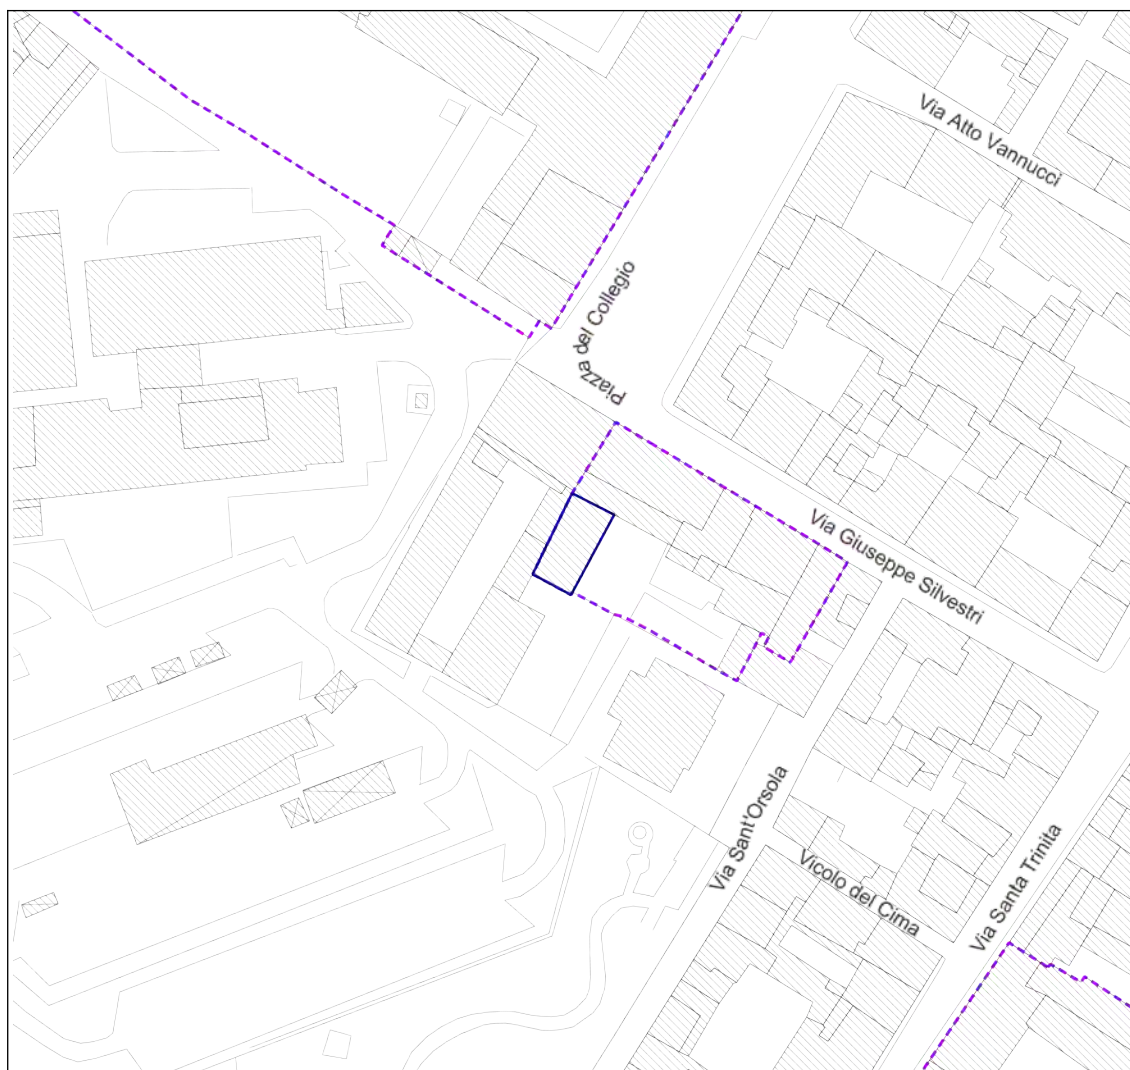 Via Atto Vannucci
Piazza del Collegio
Via Giuseppe Silvestri
Via Sant'Orsola
Vicolo del Cima
Via Santa Trinita